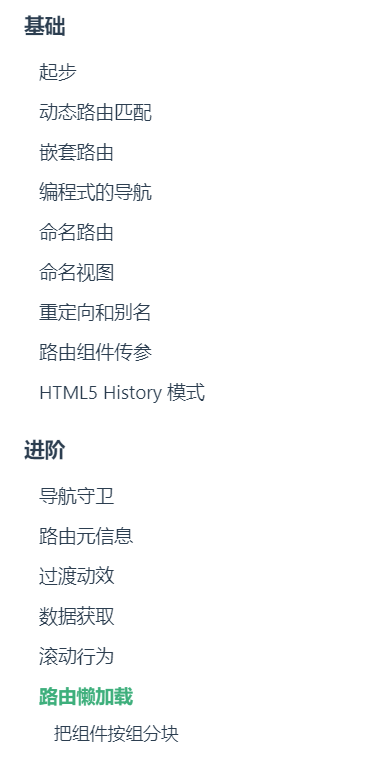 基础
起步
动态路由匹配
嵌套路由
编程式的导航
命名路由
命名视图
重定向和别名
路由组件传参
HTML5 History 模式
进阶
导航守卫
路由元信息
过渡动效
数据获取
滚动行为
路由懒加载
把组件按组分块